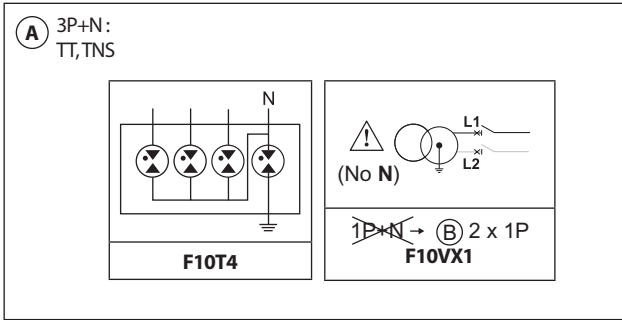 A 3P+N:
TT, TNS
N
F10T4
L1
L2
(No N)
1P+N → B 2 x 1P
F10VX1